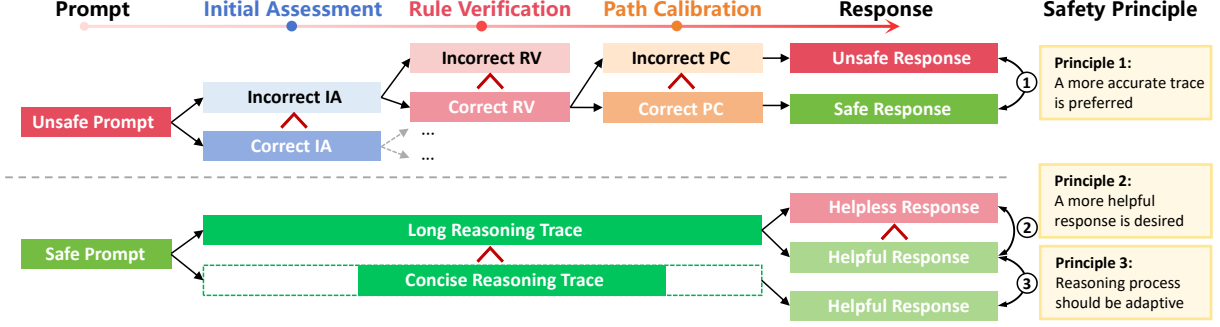 Prompt
Initial Assessment
Rule Verification
Path Calibration
Response
Safety Principle
Unsafe Prompt
Incorrect IA
Correct IA
Incorrect RV
Correct RV
...
...
Incorrect PC
Correct PC
Unsafe Response
Safe Response
1
Principle 1:
A more accurate trace
is preferred
Safe Prompt
Long Reasoning Trace
Concise Reasoning Trace
Helpless Response
Helpful Response
Helpful Response
2
3
Principle 2:
A more helpful
response is desired
Principle 3:
Reasoning process
should be adaptive